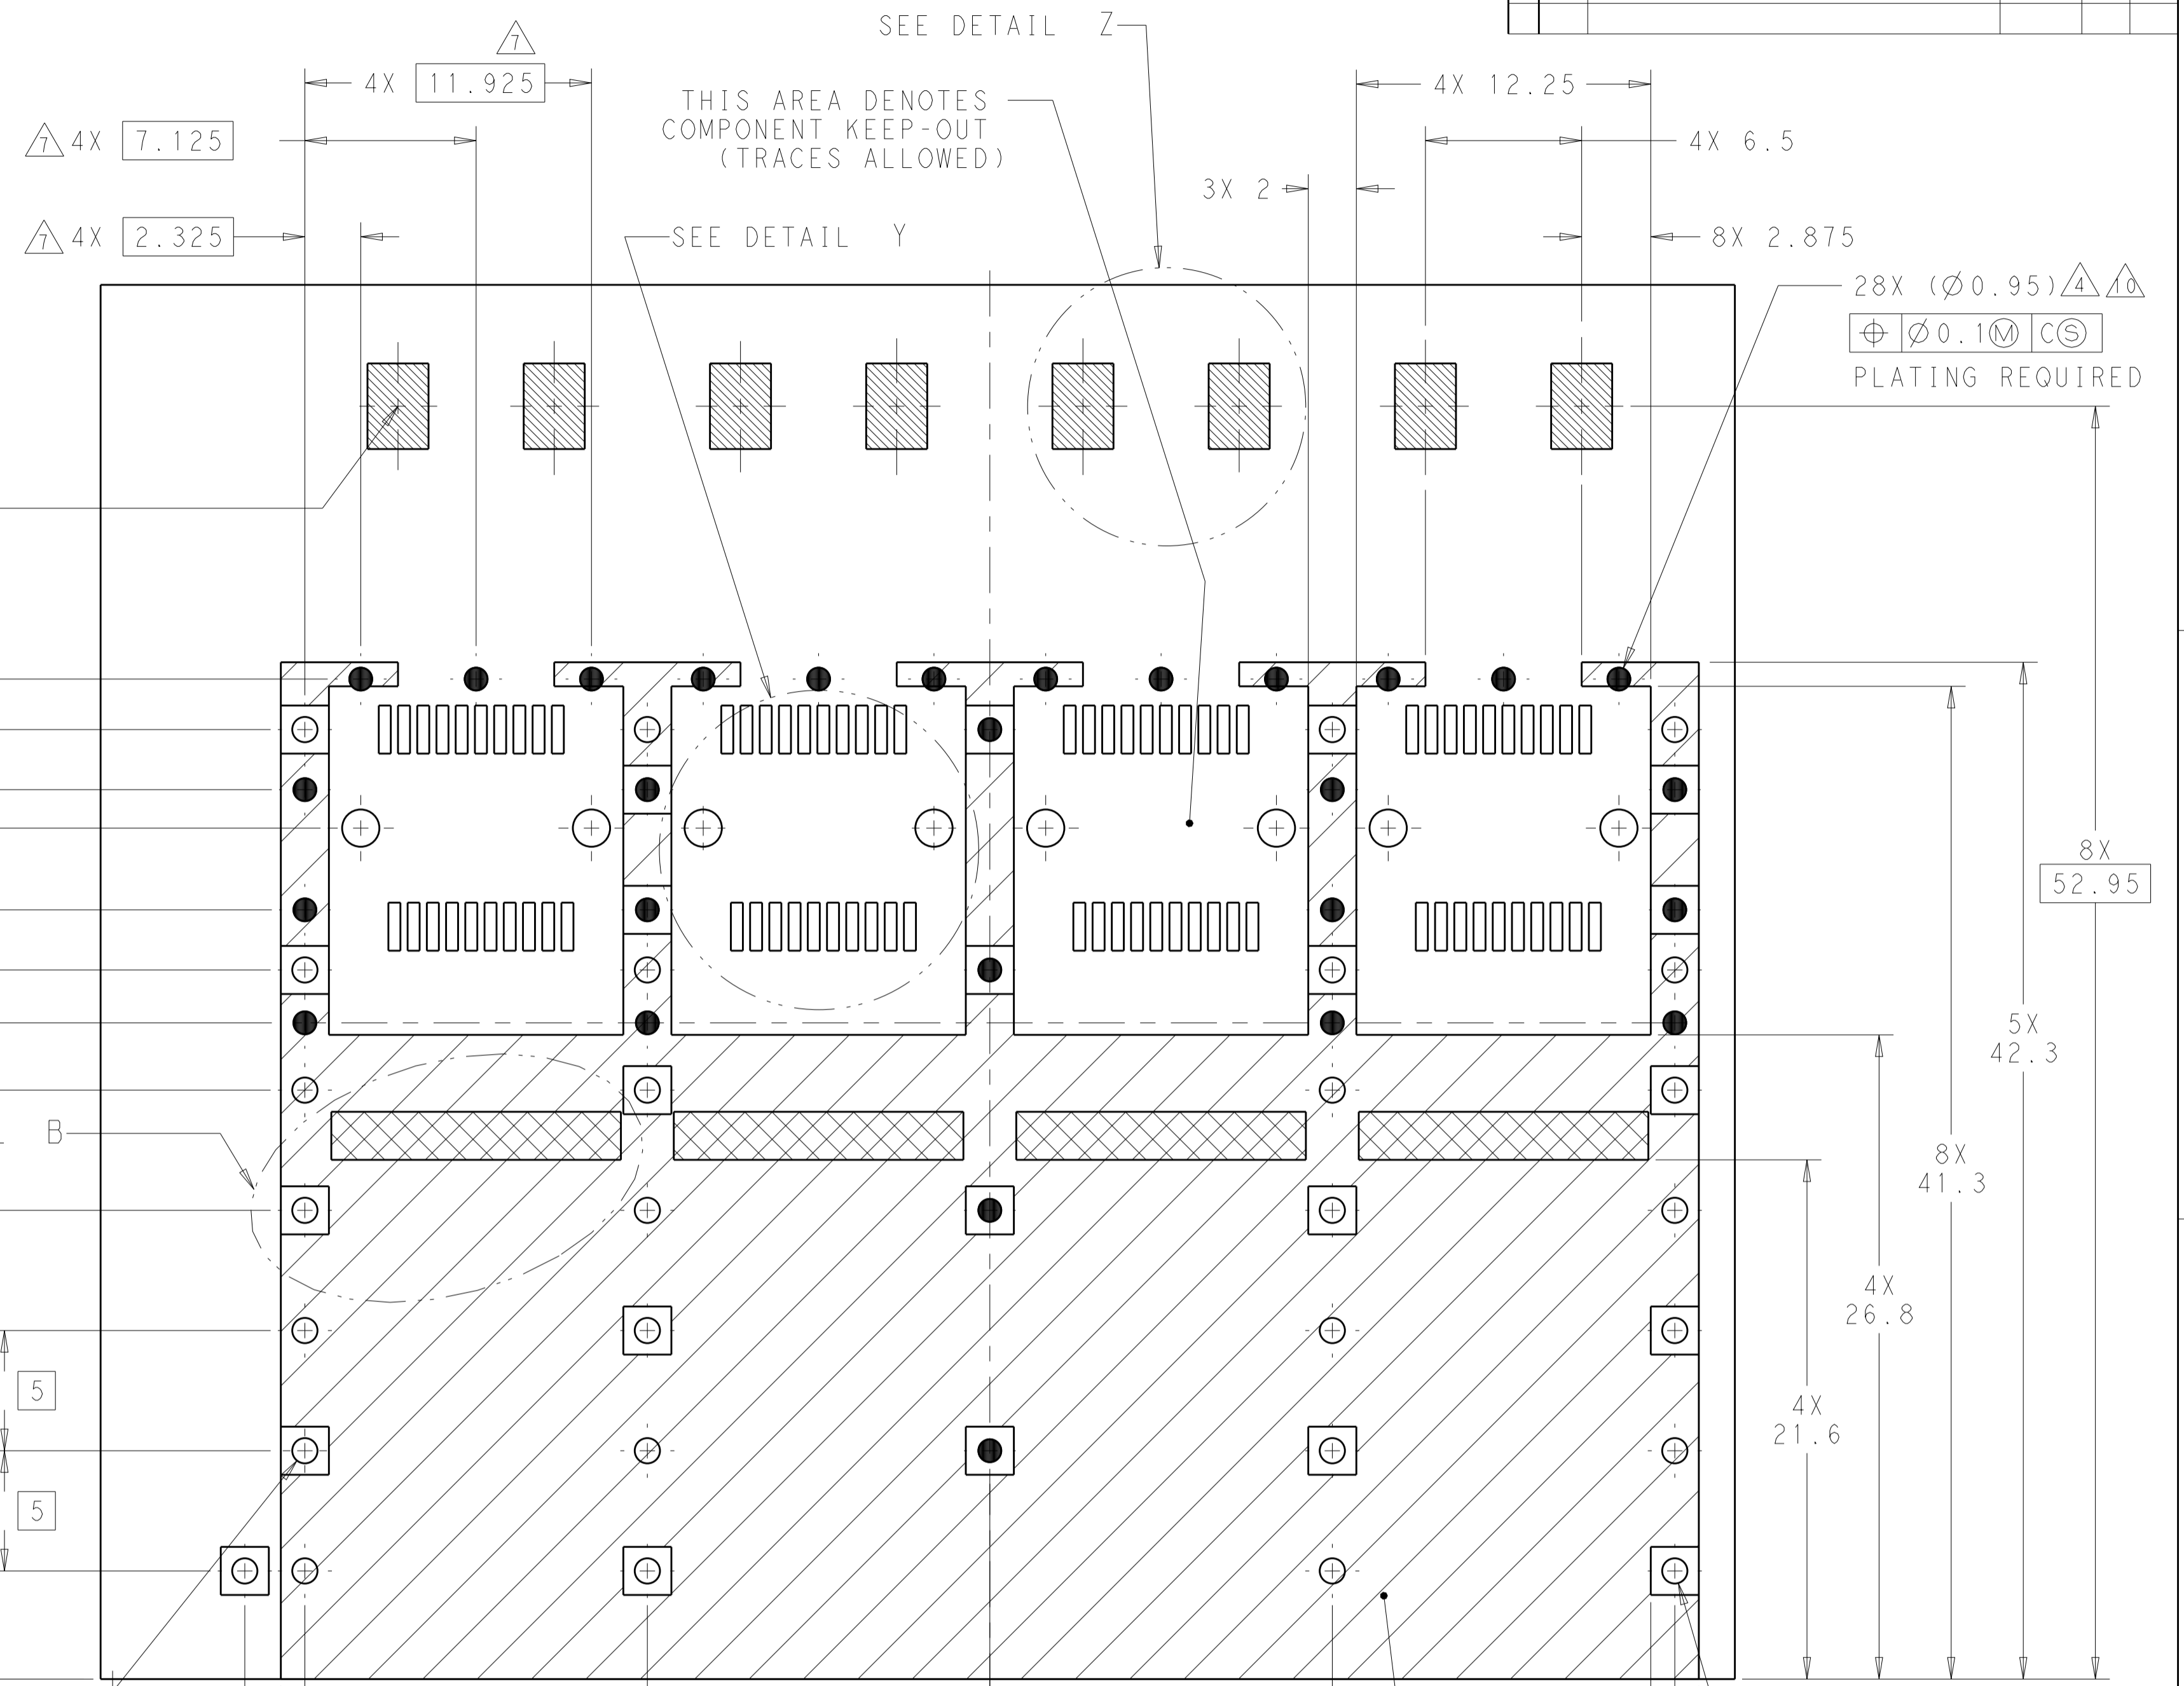 SEE DETAIL Z
7
4X 11.925
THIS AREA DENOTES
COMPONENT KEEP-OUT
(TRACES ALLOWED)
4X 12.25
7 4X 7.125
4X 6.5
3X 2
7 4X 2.325
SEE DETAIL Y
8X 2.875
28X (Ø0.95) 4 10
⌖ Ø0.1Ⓜ CⓈ
PLATING REQUIRED
8X
52.95
5X
42.3
B
8X
41.3
4X
26.8
5
4X
21.6
5